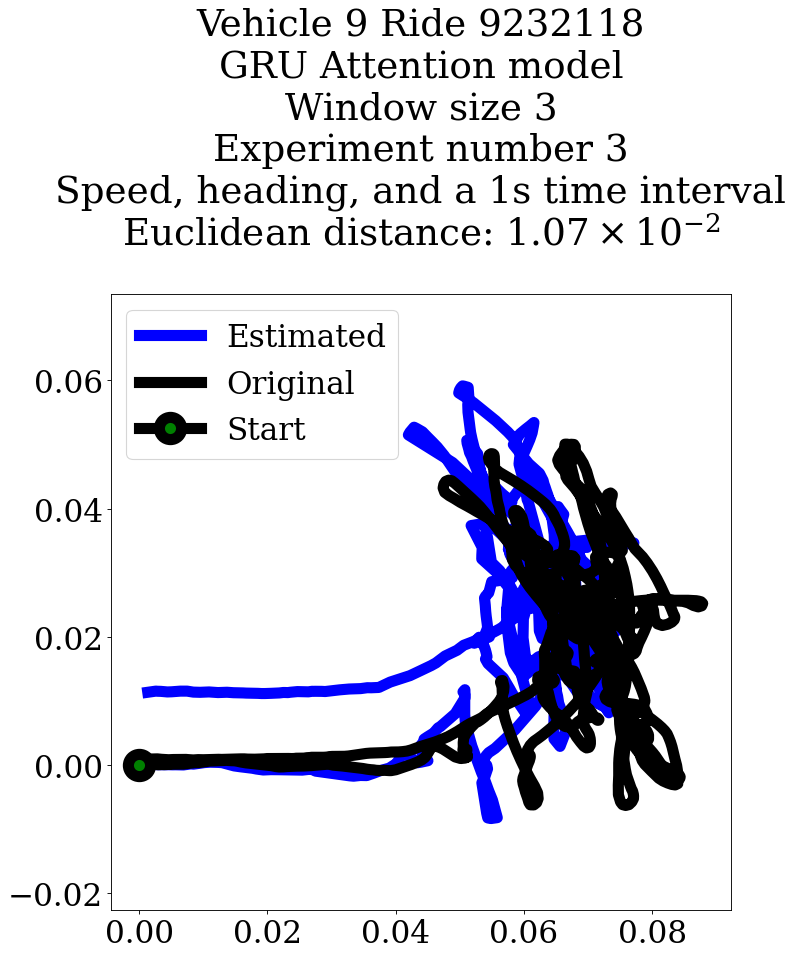 Vehicle 9 Ride 9232118
GRU Attention model
Window size 3
Experiment number 3
Speed, heading, and a 1s time interval
Euclidean distance: 1.07 × 10⁻²
Estimated
Original
Start
0.06
0.04
0.02
0.00
−0.02
0.00 0.02 0.04 0.06 0.08